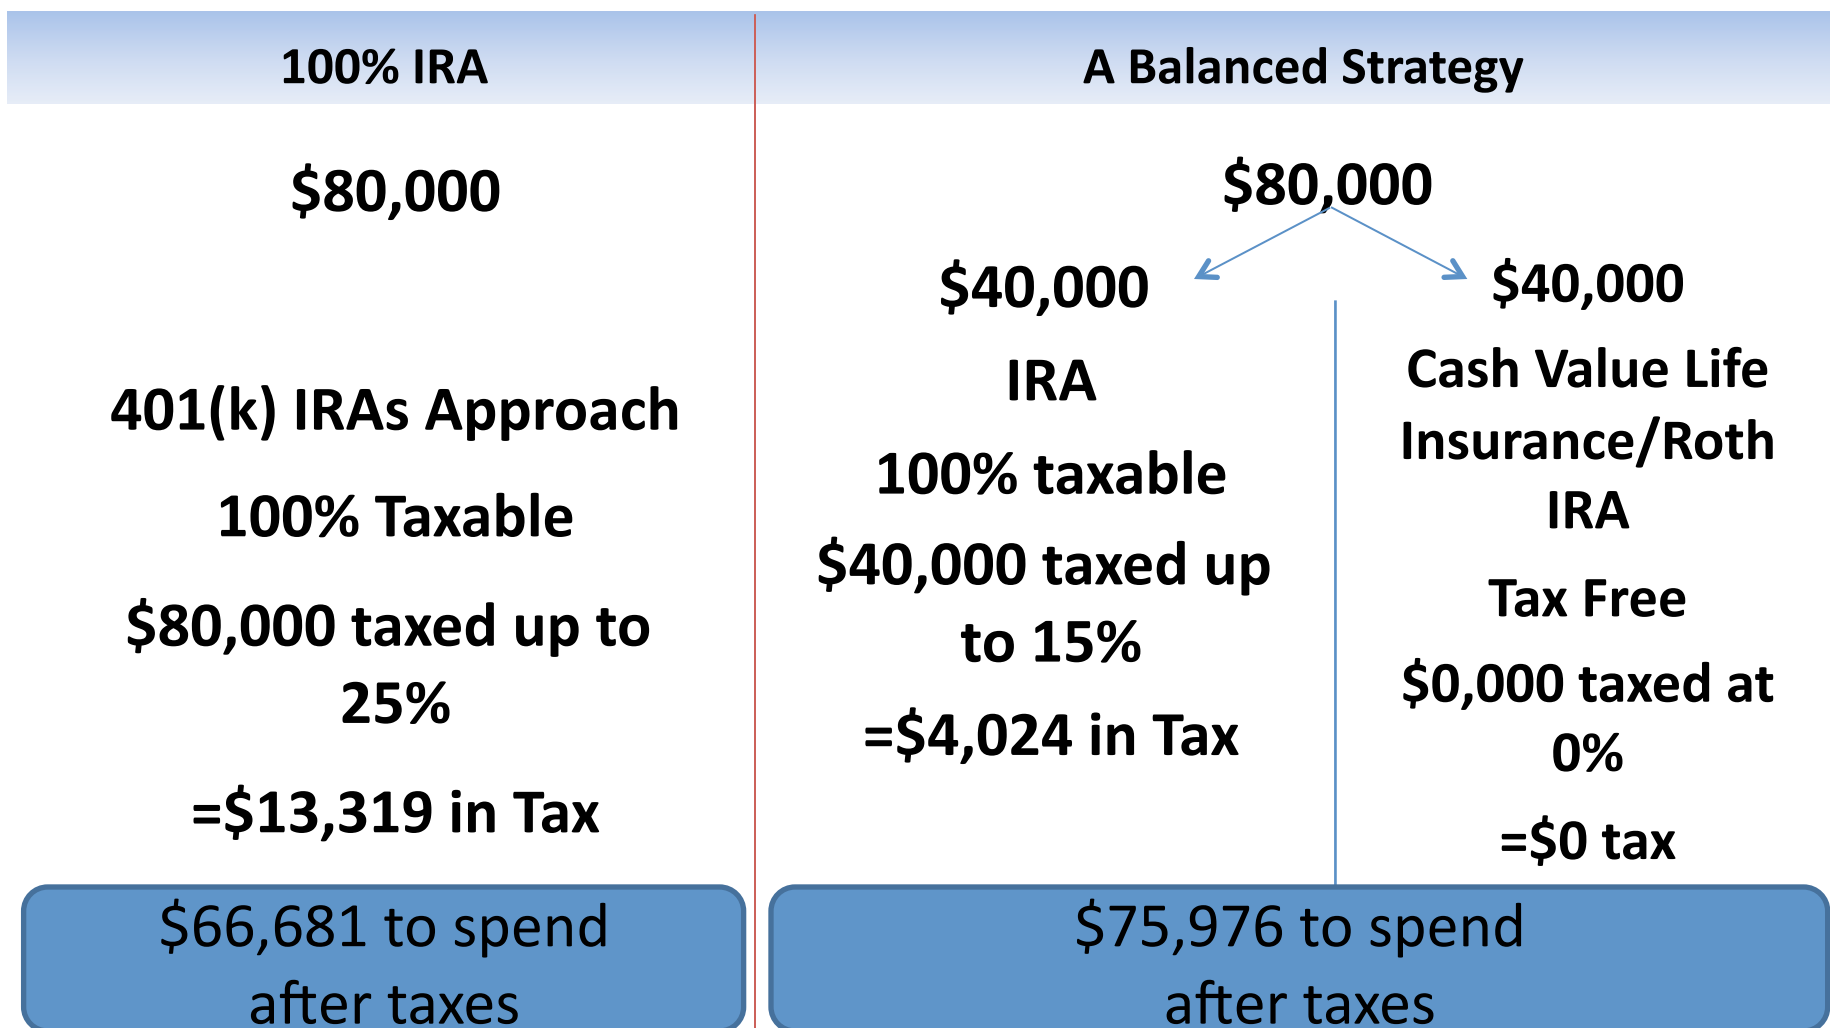 100% IRA
$80,000
401(k) IRAs Approach
100% Taxable
$80,000 taxed up to
25%
=$13,319 in Tax
$66,681 to spend
after taxes
A Balanced Strategy
$80,000
$40,000
IRA
100% taxable
$40,000 taxed up
to 15%
=$4,024 in Tax
$40,000
Cash Value Life
Insurance/Roth
IRA
Tax Free
$0,000 taxed at
0%
=$0 tax
$75,976 to spend
after taxes